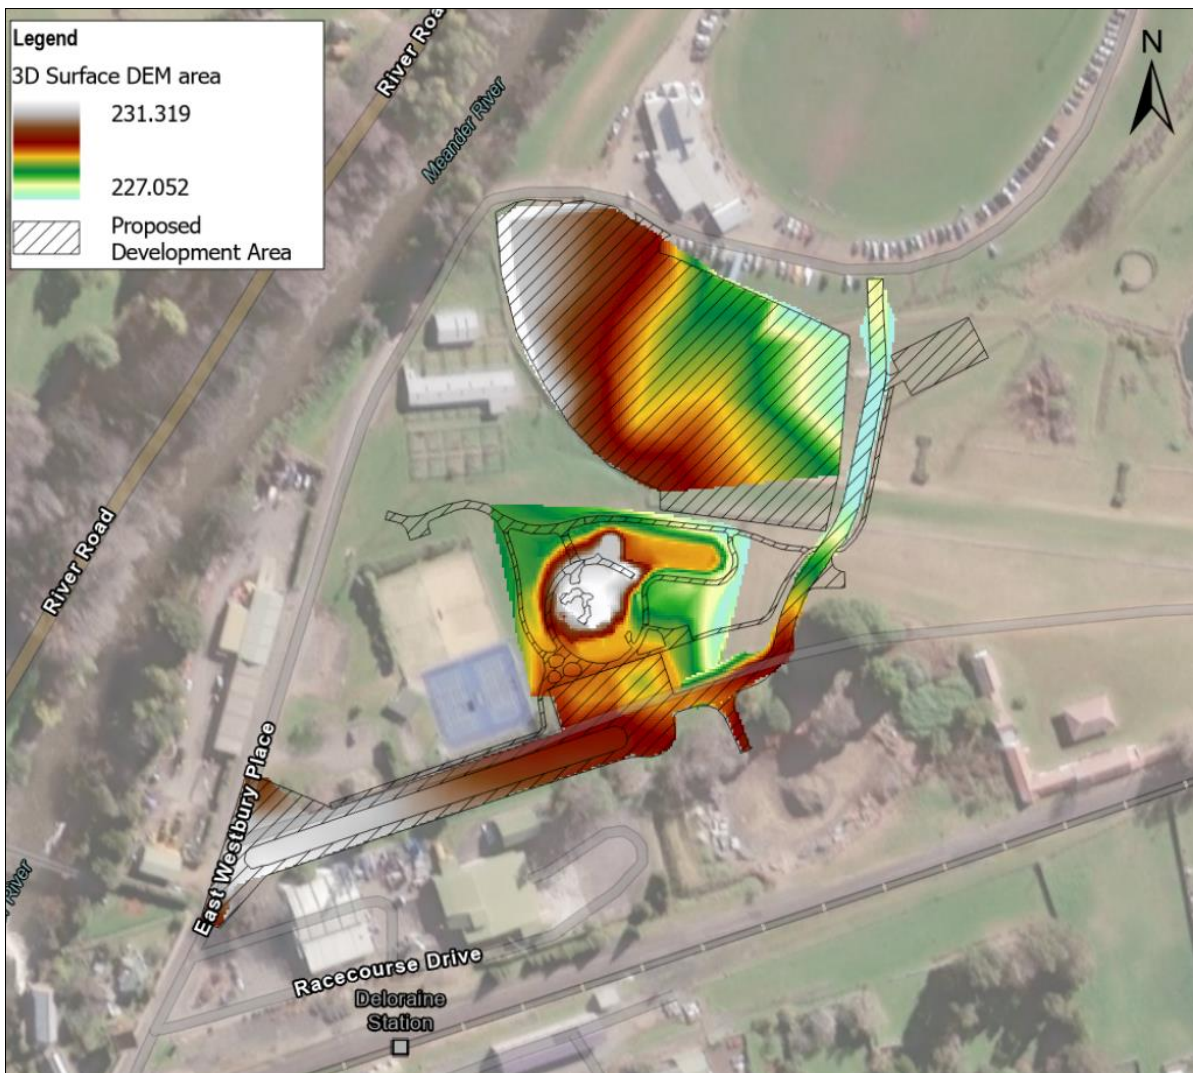 Legend
3D Surface DEM area
231.319
227.052
Proposed
Development Area
River Roa
Meander River
N
River Road
East Westbury Place
River
Racecourse Drive
Deloraine
Station